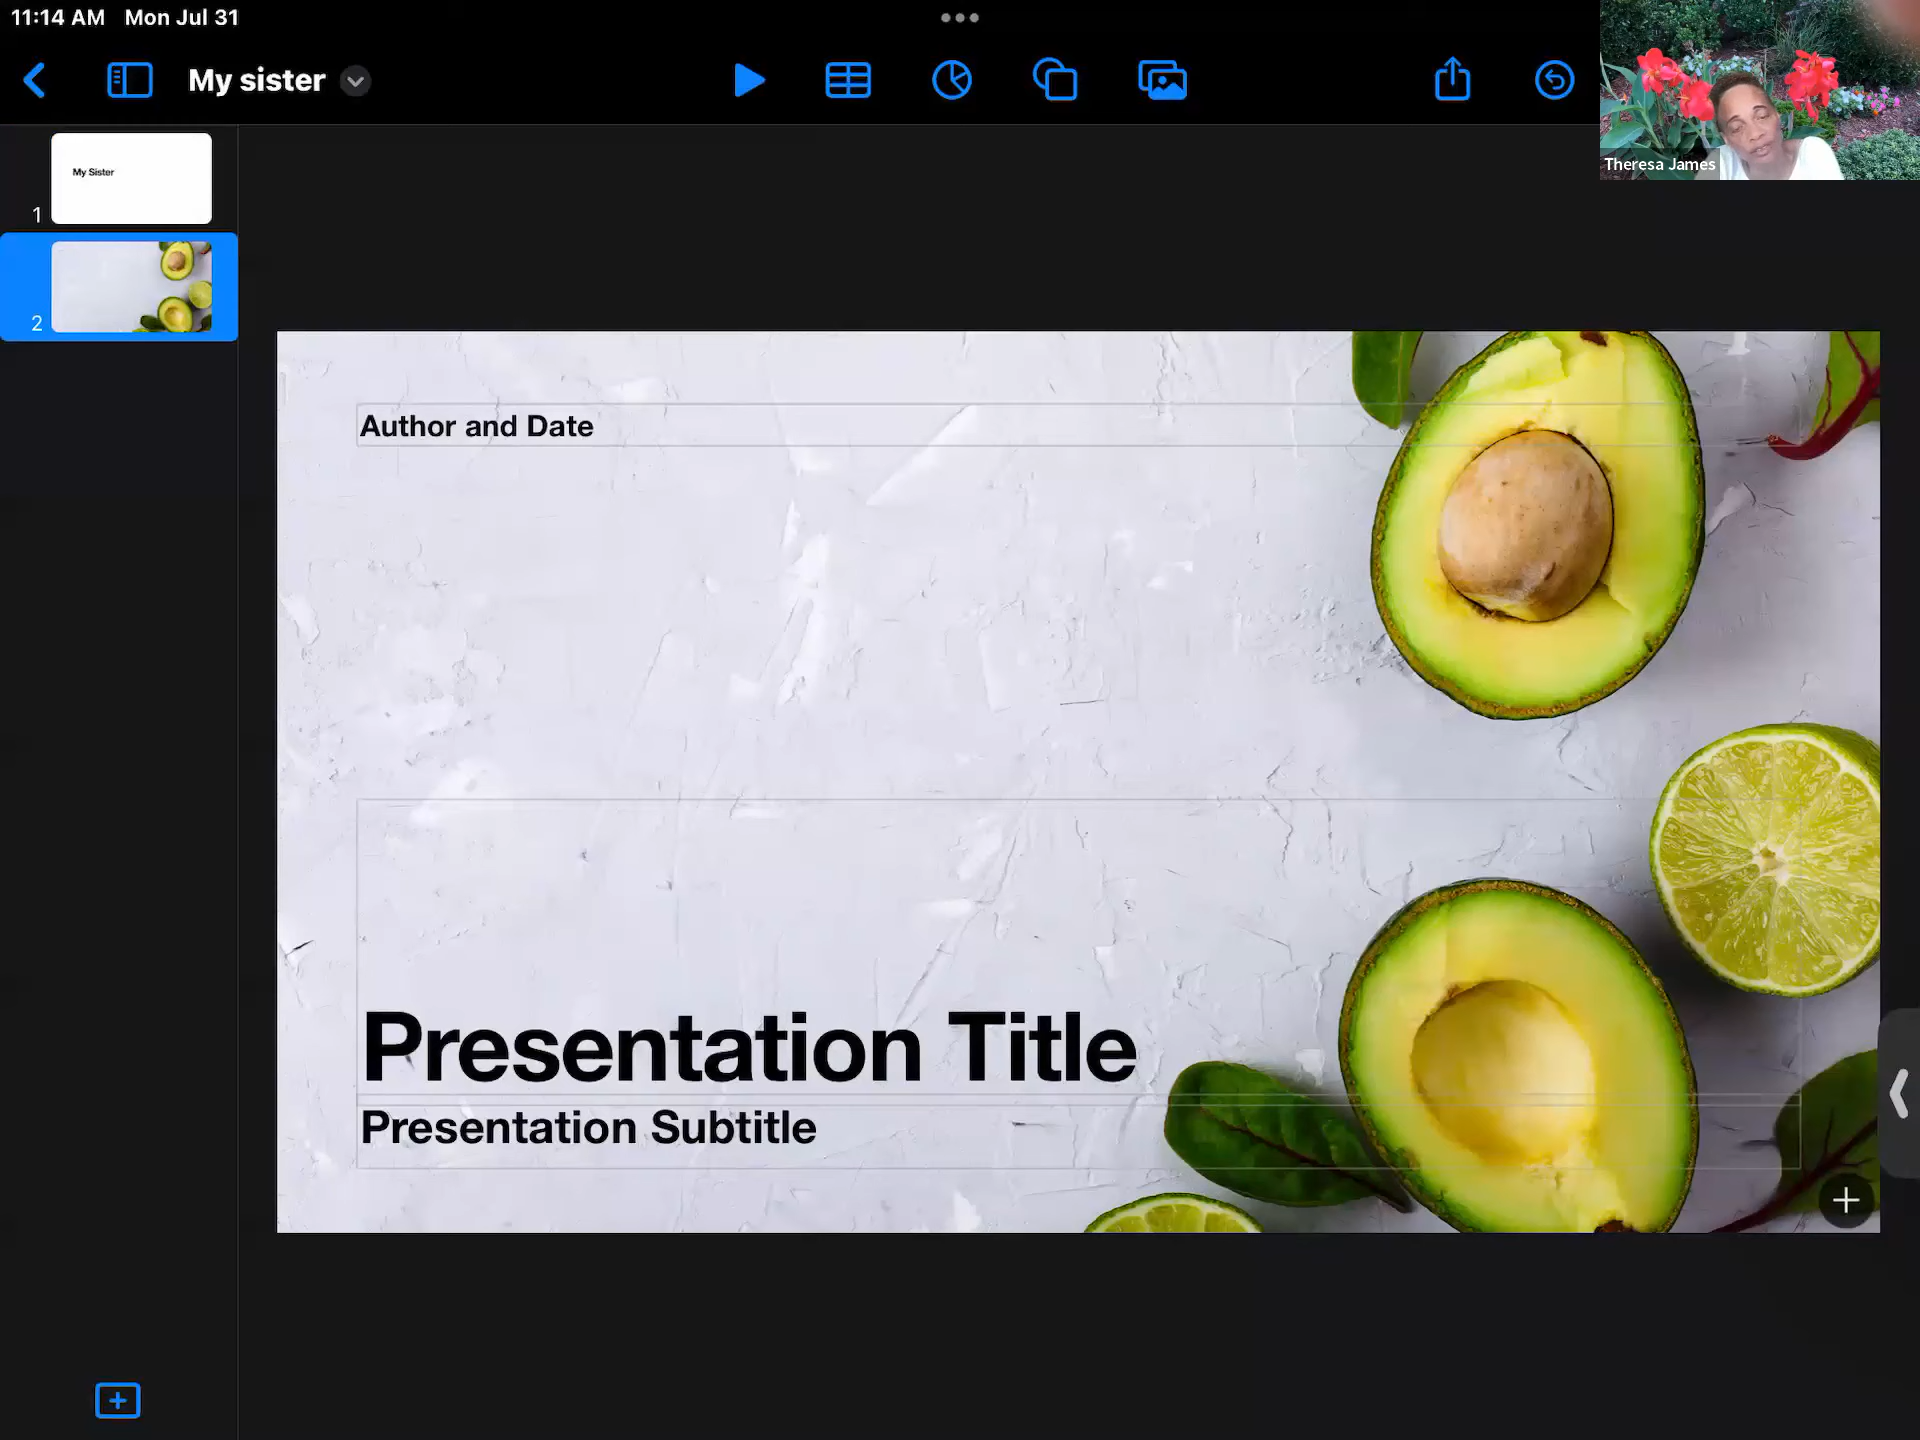 11:14 AM Mon Jul 31
My sister
Theresa James
My Sister
1
2
Author and Date
Presentation Title
Presentation Subtitle